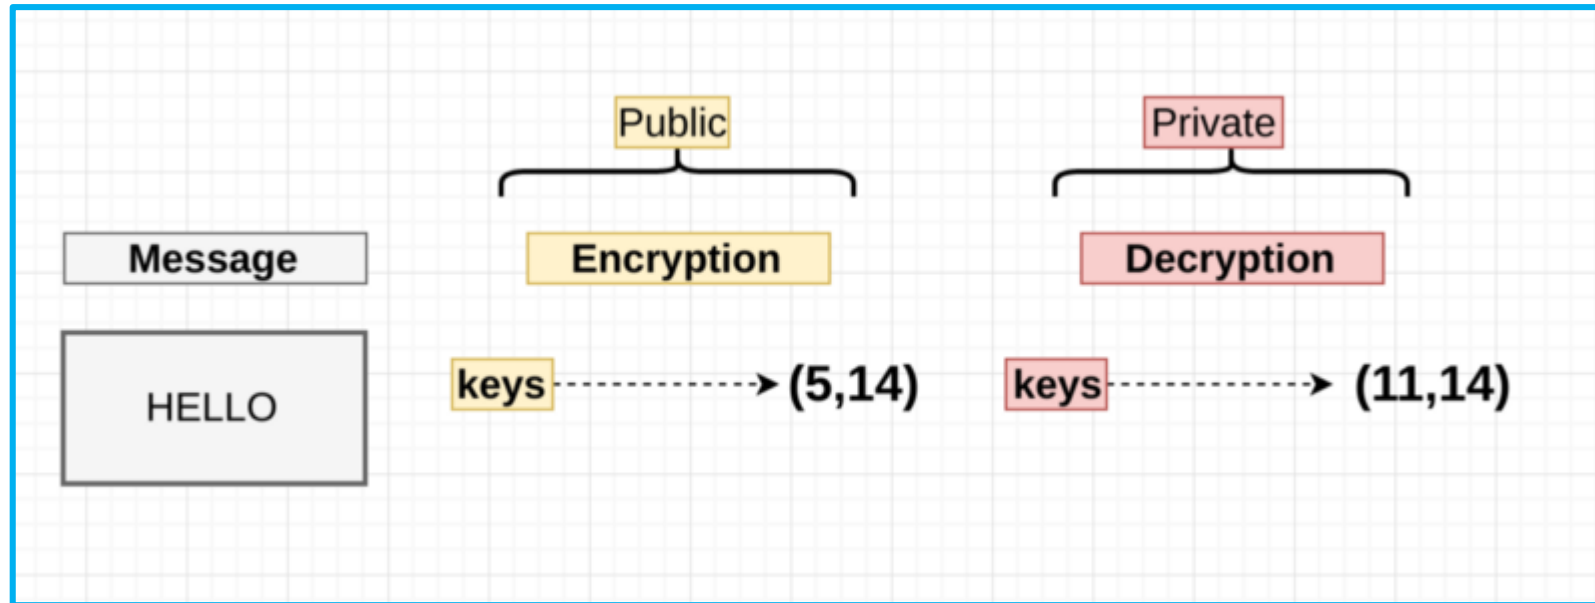 Public
Private
Message
Encryption
Decryption
HELLO
keys
(5,14)
keys
(11,14)